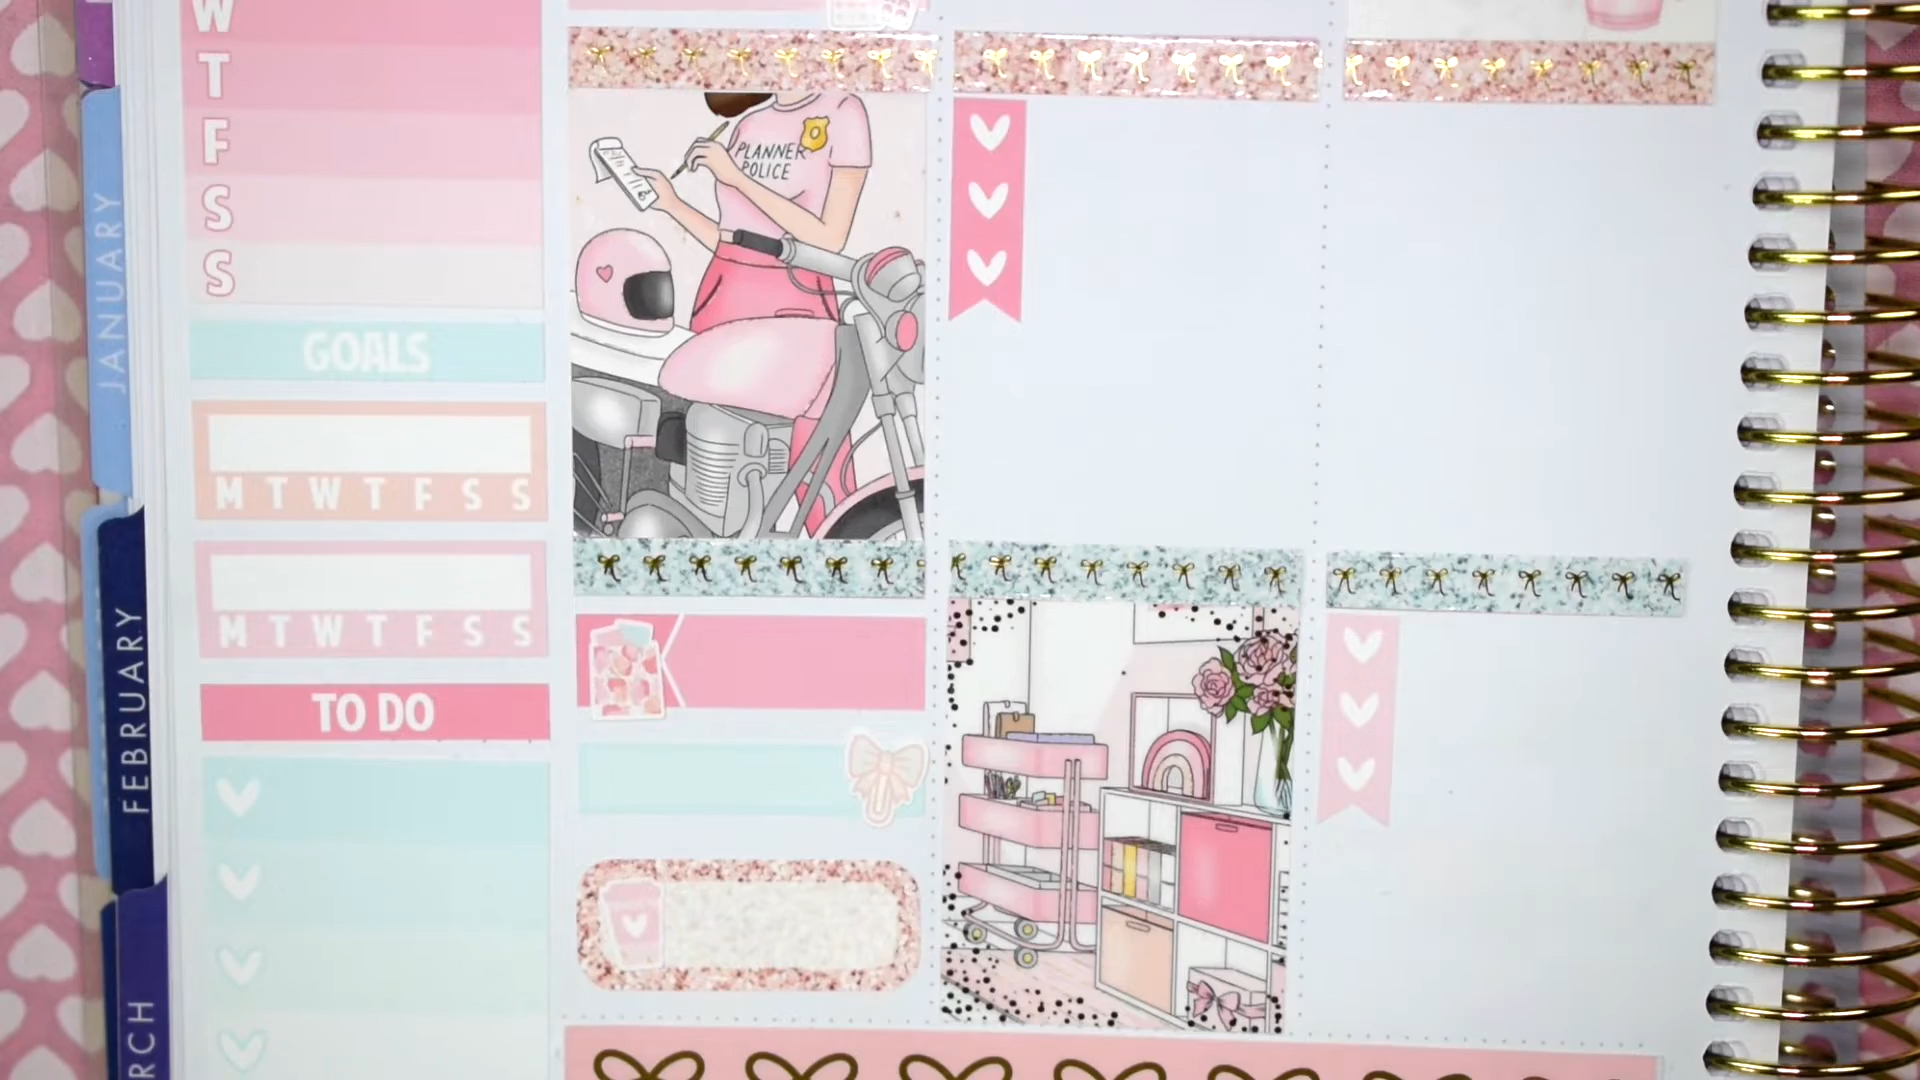 W
T
F
S
S
GOALS
M T W T F S S
M T W T F S S
TO DO
JANUARY
FEBRUARY
RCH
PLANNER
POLICE